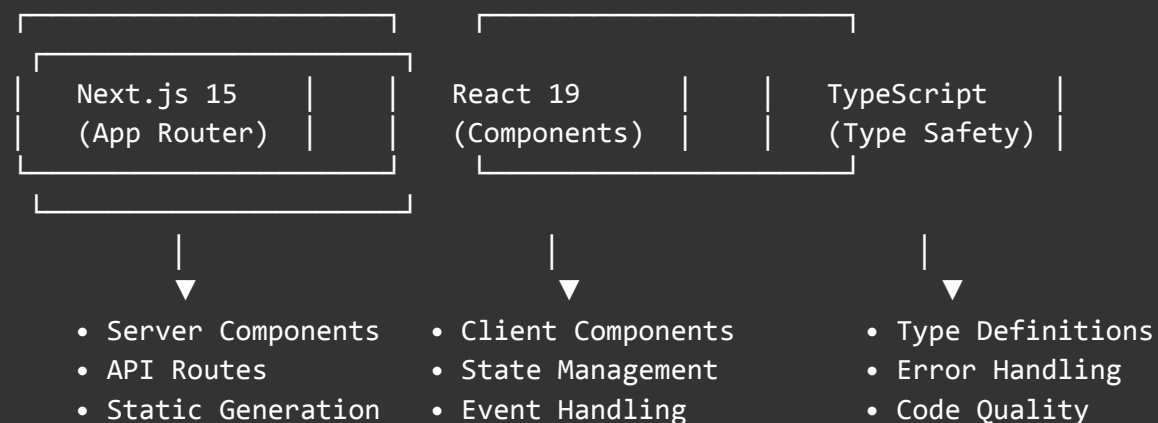 Next.js 15 React 19 TypeScript
(App Router) (Components) (Type Safety)
• Server Components • Client Components • Type Definitions
• API Routes • State Management • Error Handling
• Static Generation • Event Handling • Code Quality